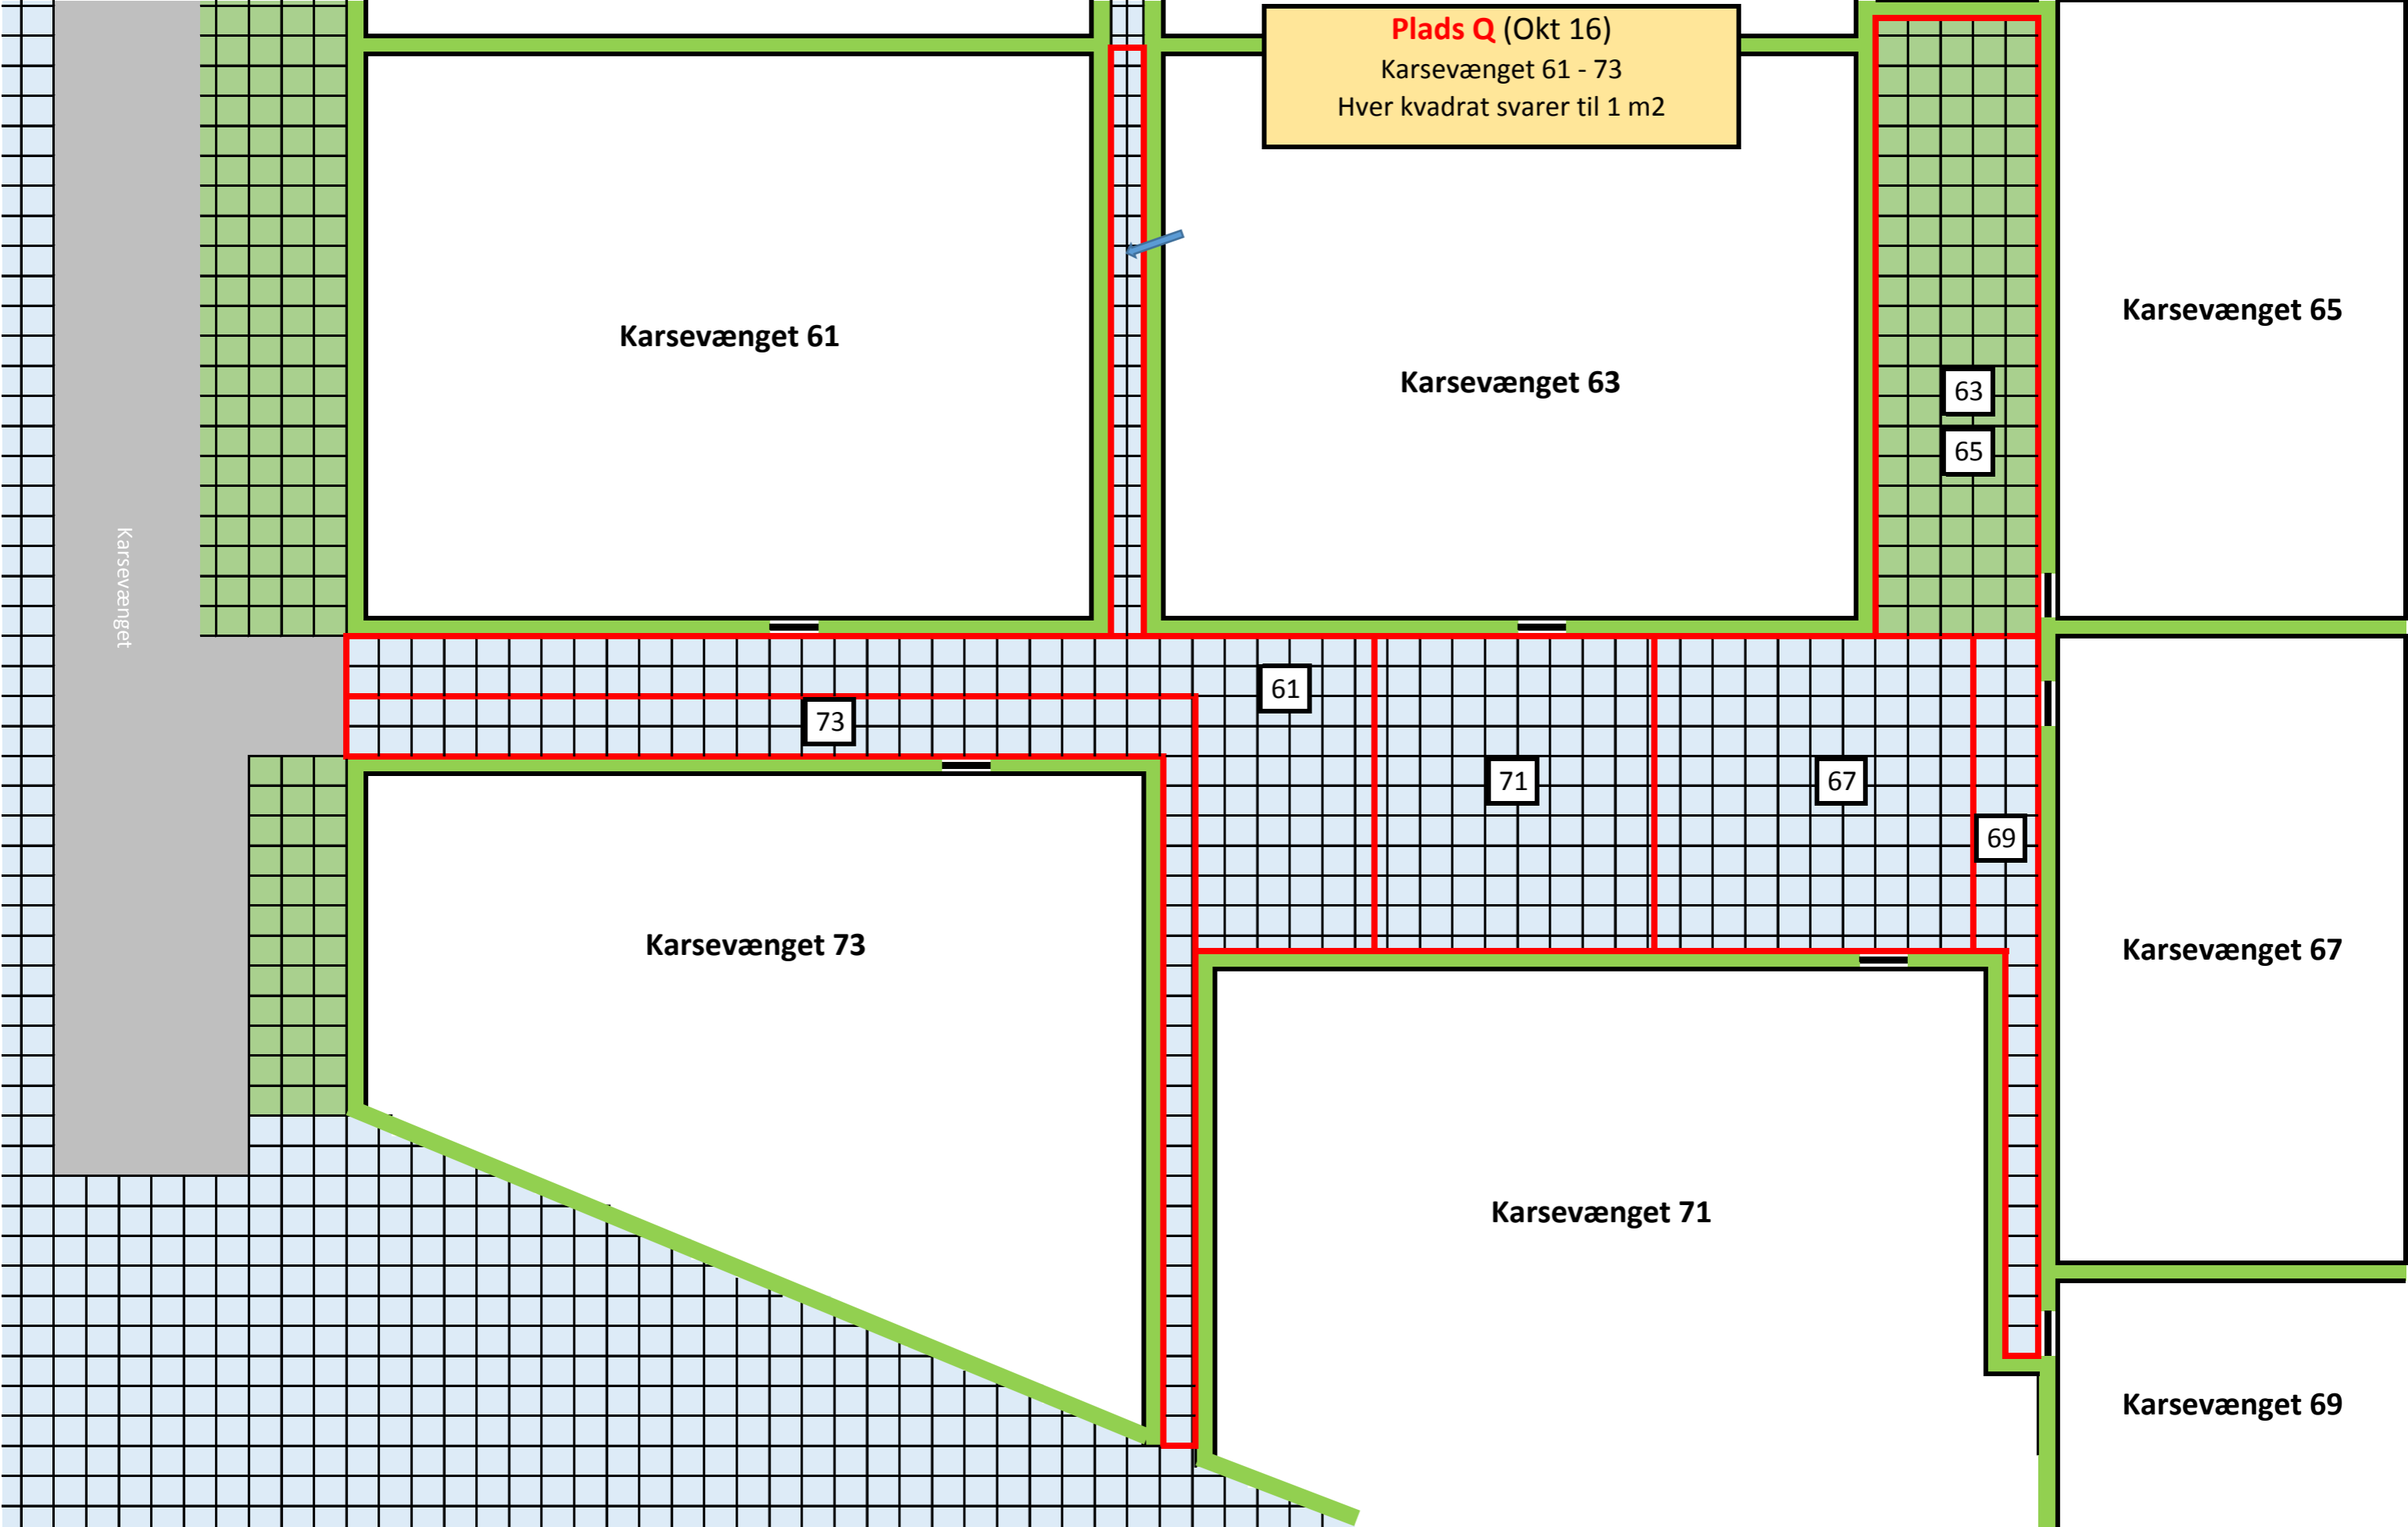 Plads Q (Okt 16)
Karsevænget 61 - 73
Hver kvadrat svarer til 1 m2
Karsevænget 61
Karsevænget 63
Karsevænget 65
63
65
Karsevænget
61
73
71
67
69
Karsevænget 73
Karsevænget 67
Karsevænget 71
Karsevænget 69